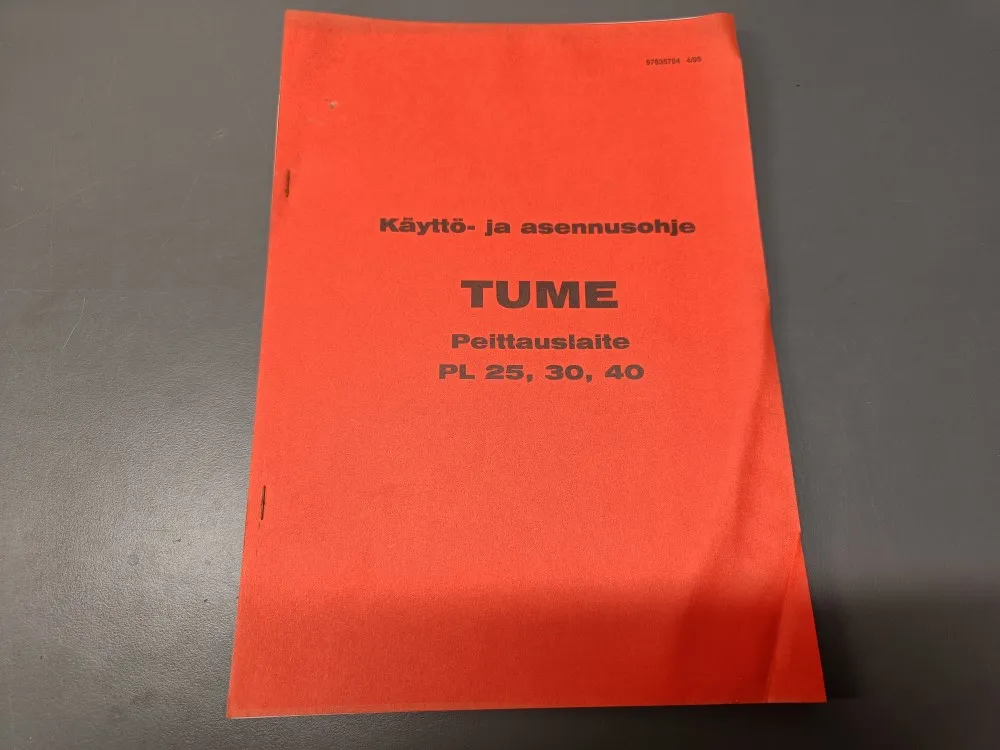 Käyttö- ja asennusohje
TUME
Peittauslaite
PL 25, 30, 40